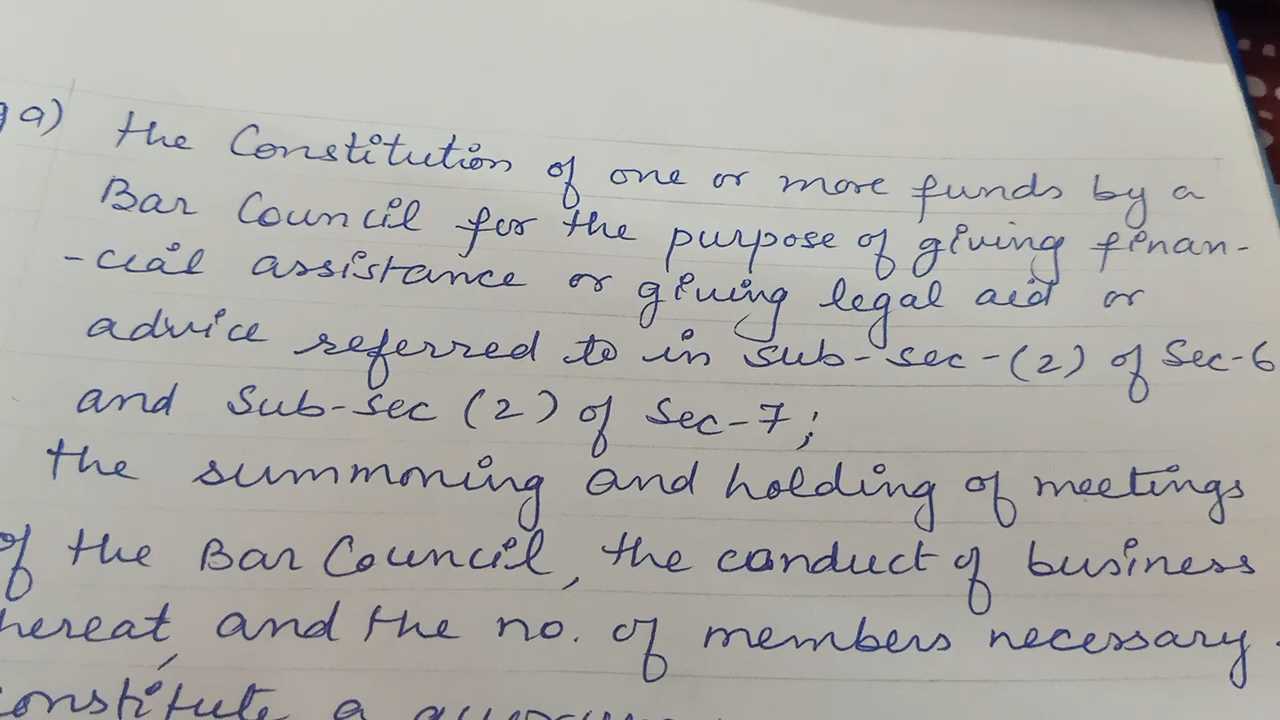 ga) the Constitution of one or more funds by a
Bar Council for the purpose of giving finan-
-cial assistance or giving legal aid or
advice referred to in sub-sec-(2) of Sec-6
and Sub-sec (2) of Sec-7;
the summoning and holding of meetings
of the Bar Council, the conduct of business
hereat, and the no. of members necessary
constitute a